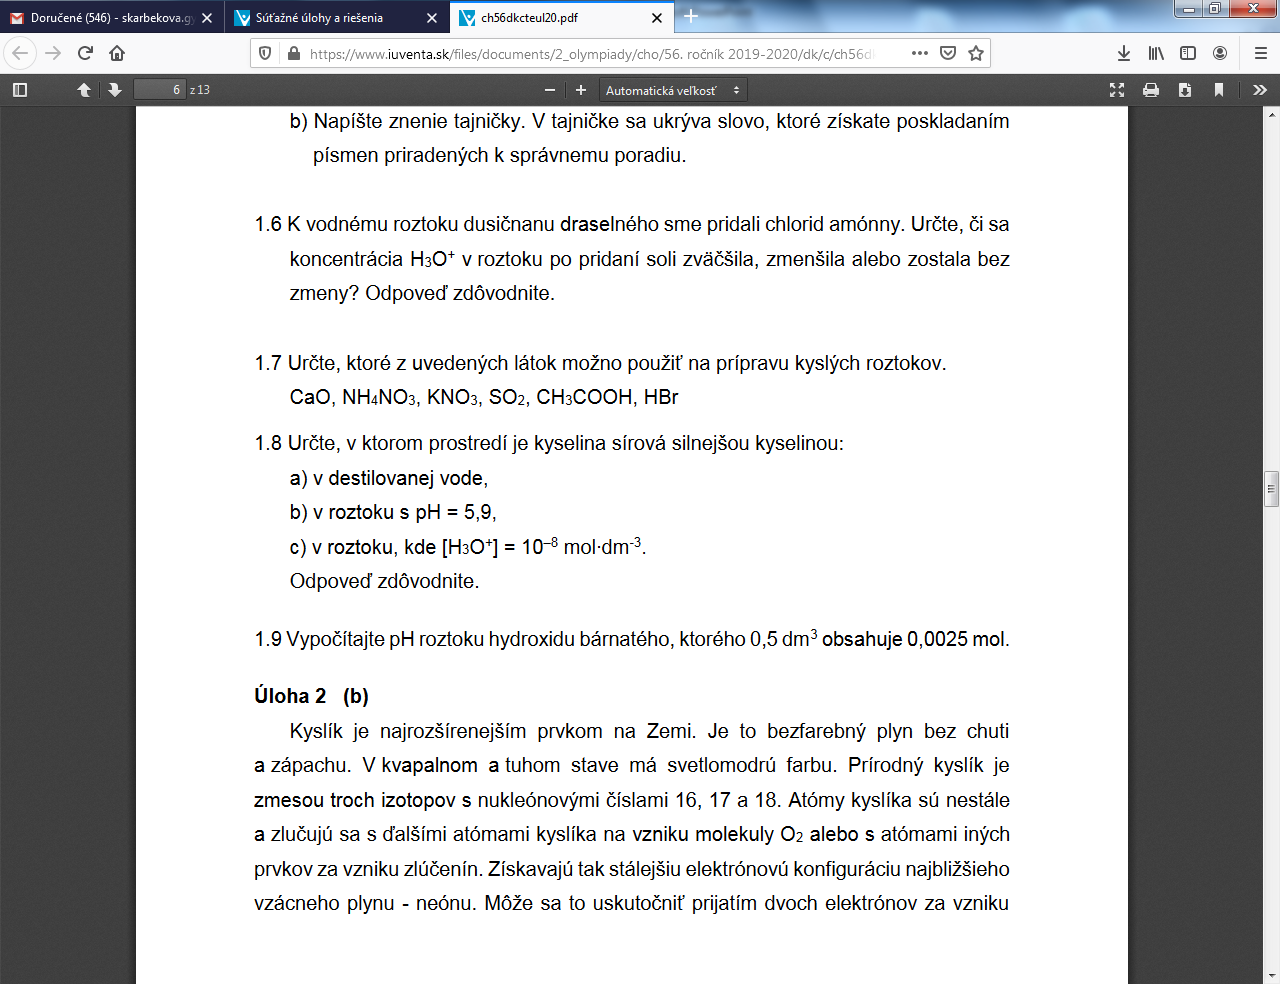 Doručené (546) - skarbekova.gy
Súťažné úlohy a riešenia
ch56dkcteul20.pdf
https://www.iuventa.sk/files/documents/2_olympiady/cho/56. ročník 2019-2020/dk/c/ch56d
6 z 13
Automatická veľkosť
b) Napíšte znenie tajničky. V tajničke sa ukrýva slovo, ktoré získate poskladaním
písmen priradených k správnemu poradiu.
1.6 K vodnému roztoku dusičnanu draselného sme pridali chlorid amónny. Určte, či sa
koncentrácia H3O+ v roztoku po pridaní soli zväčšila, zmenšila alebo zostala bez
zmeny? Odpoveď zdôvodnite.
1.7 Určte, ktoré z uvedených látok možno použiť na prípravu kyslých roztokov.
CaO, NH4NO3, KNO3, SO2, CH3COOH, HBr
1.8 Určte, v ktorom prostredí je kyselina sírová silnejšou kyselinou:
a) v destilovanej vode,
b) v roztoku s pH = 5,9,
c) v roztoku, kde [H3O+] = 10–8 mol·dm-3.
Odpoveď zdôvodnite.
1.9 Vypočítajte pH roztoku hydroxidu bárnatého, ktorého 0,5 dm3 obsahuje 0,0025 mol.
Úloha 2 (b)
Kyslík je najrozšírenejším prvkom na Zemi. Je to bezfarebný plyn bez chuti
a zápachu. V kvapalnom a tuhom stave má svetlomodrú farbu. Prírodný kyslík je
zmesou troch izotopov s nukleónovými číslami 16, 17 a 18. Atómy kyslíka sú nestále
a zlučujú sa s ďalšími atómami kyslíka na vzniku molekuly O2 alebo s atómami iných
prvkov za vzniku zlúčenín. Získavajú tak stálejšiu elektrónovú konfiguráciu najbližšieho
vzácneho plynu - neónu. Môže sa to uskutočniť prijatím dvoch elektrónov za vzniku